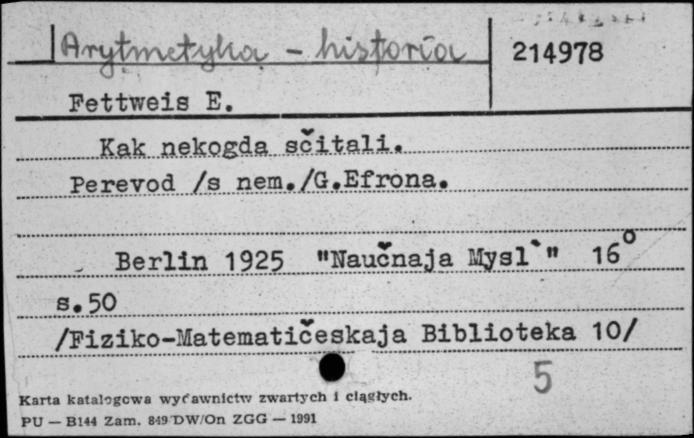 Arytmetyka - historia
214978
Fettweis E.
Kak nekogda sčitali.
Perevod /s nem./G.Efrona.
Berlin 1925 "Naučnaja Mysl`" 16°
s.50
/Fiziko-Matematičeskaja Biblioteka 10/
5
Karta katalogowa wydawnictw zwartych i ciągłych.
PU — B144 Zam. 849 DW/On ZGG — 1991